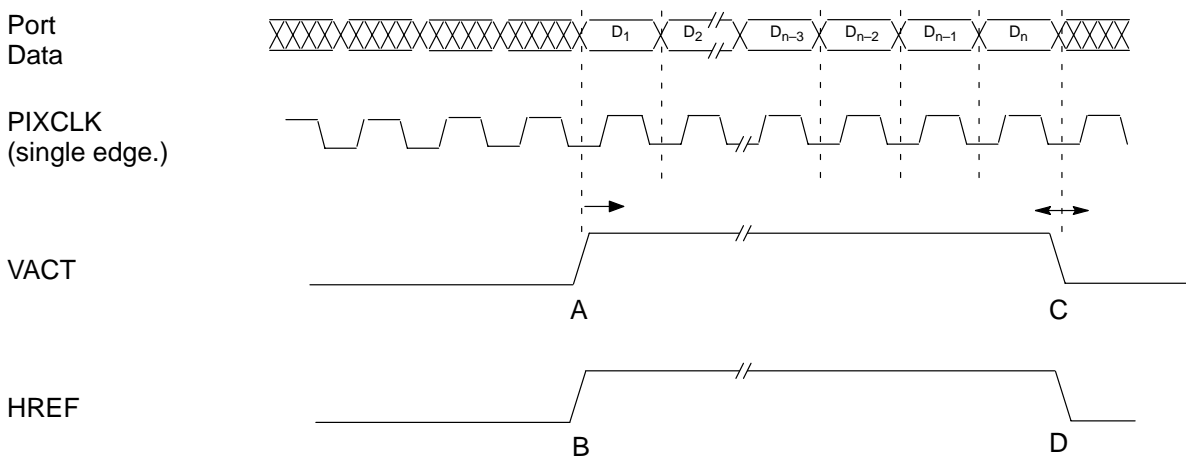 Port
Data
D1 D2 Dn–3 Dn–2 Dn–1 Dn
PIXCLK
(single edge.)
VACT
A C
HREF
B D